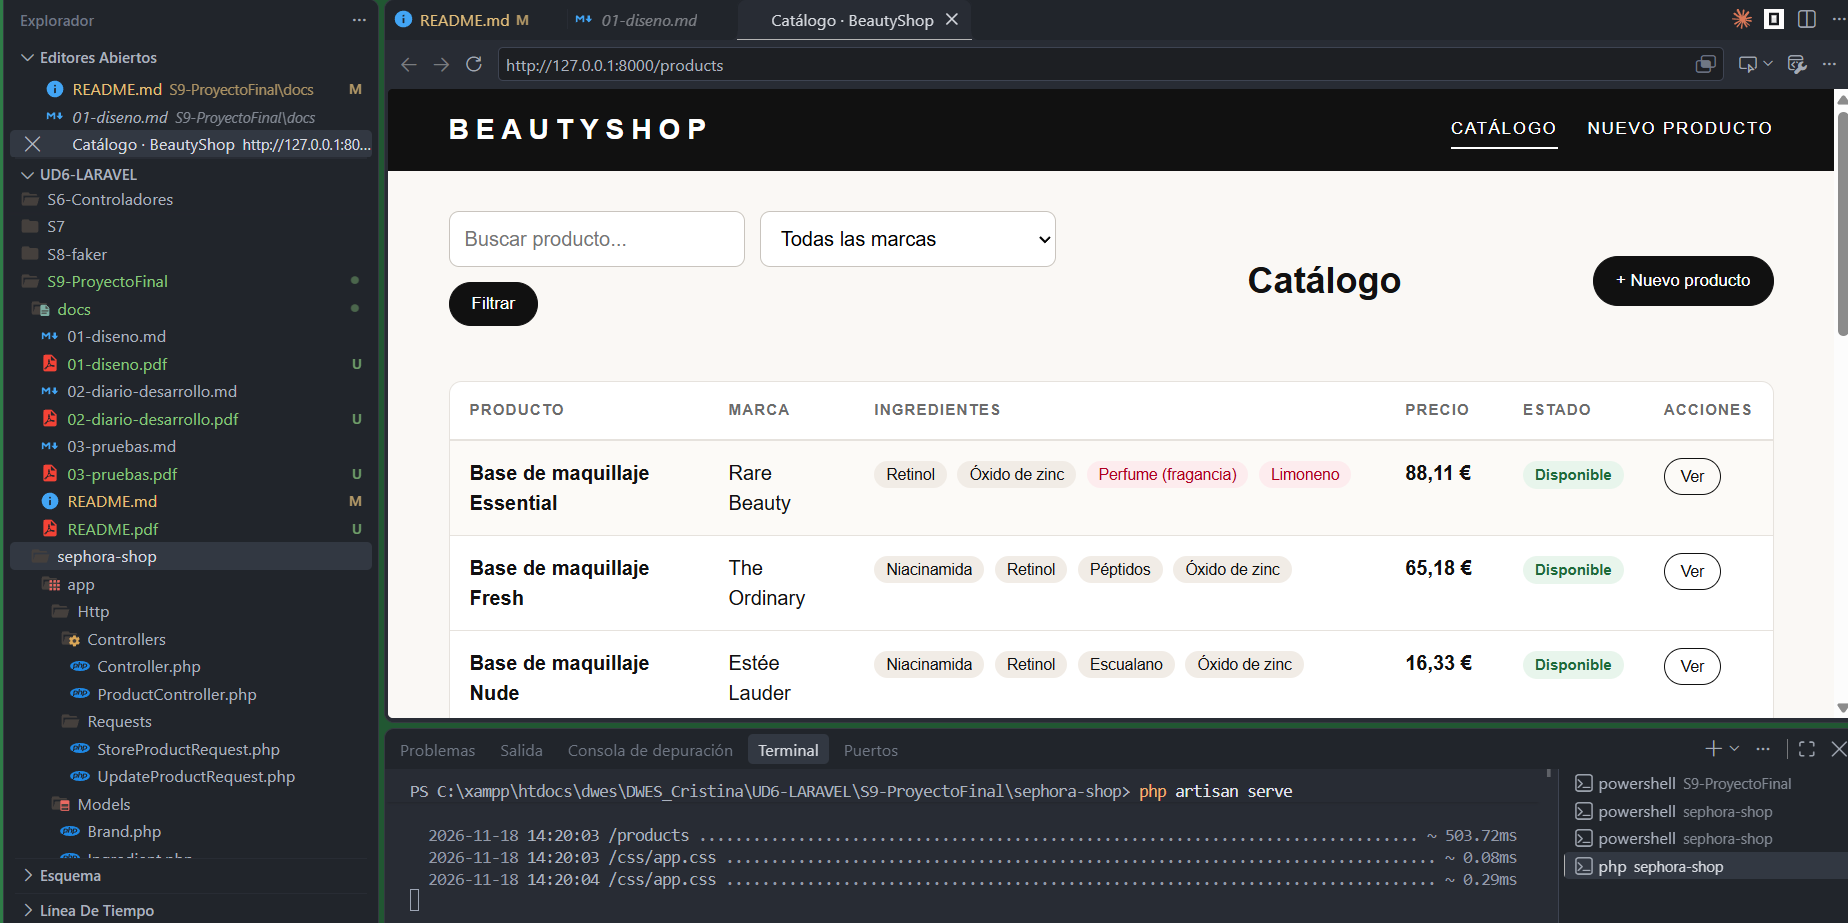 Explorador
Editores Abiertos
README.md S9-ProyectoFinal\docs M
01-diseno.md S9-ProyectoFinal\docs
Catálogo · BeautyShop http://127.0.0.1:80...
UD6-LARAVEL
S6-Controladores
S7
S8-faker
S9-ProyectoFinal
docs
01-diseno.md
01-diseno.pdf U
02-diario-desarrollo.md
02-diario-desarrollo.pdf U
03-pruebas.md
03-pruebas.pdf U
README.md M
README.pdf U
sephora-shop
app
Http
Controllers
Controller.php
ProductController.php
Requests
StoreProductRequest.php
UpdateProductRequest.php
Models
Brand.php
Esquema
Línea De Tiempo
README.md M
01-diseno.md
Catálogo · BeautyShop
http://127.0.0.1:8000/products
BEAUTYSHOP
CATÁLOGO
NUEVO PRODUCTO
Buscar producto...
Todas las marcas
Filtrar
Catálogo
+ Nuevo producto
PRODUCTO MARCA INGREDIENTES PRECIO ESTADO ACCIONES
Base de maquillaje Rare Retinol Óxido de zinc Perfume (fragancia) Limoneno 88,11 € Disponible Ver
Essential Beauty
Base de maquillaje The Niacinamida Retinol Péptidos Óxido de zinc 65,18 € Disponible Ver
Fresh Ordinary
Base de maquillaje Estée Niacinamida Retinol Escualano Óxido de zinc 16,33 € Disponible Ver
Nude Lauder
Problemas Salida Consola de depuración Terminal Puertos
PS C:\xampp\htdocs\dwes\DWES_Cristina\UD6-LARAVEL\S9-ProyectoFinal\sephora-shop> php artisan serve
2026-11-18 14:20:03 /products ................................................................................ ~ 503.72ms
2026-11-18 14:20:03 /css/app.css ................................................................................ ~ 0.08ms
2026-11-18 14:20:04 /css/app.css ................................................................................ ~ 0.29ms
powershell S9-ProyectoFinal
powershell sephora-shop
powershell sephora-shop
php sephora-shop